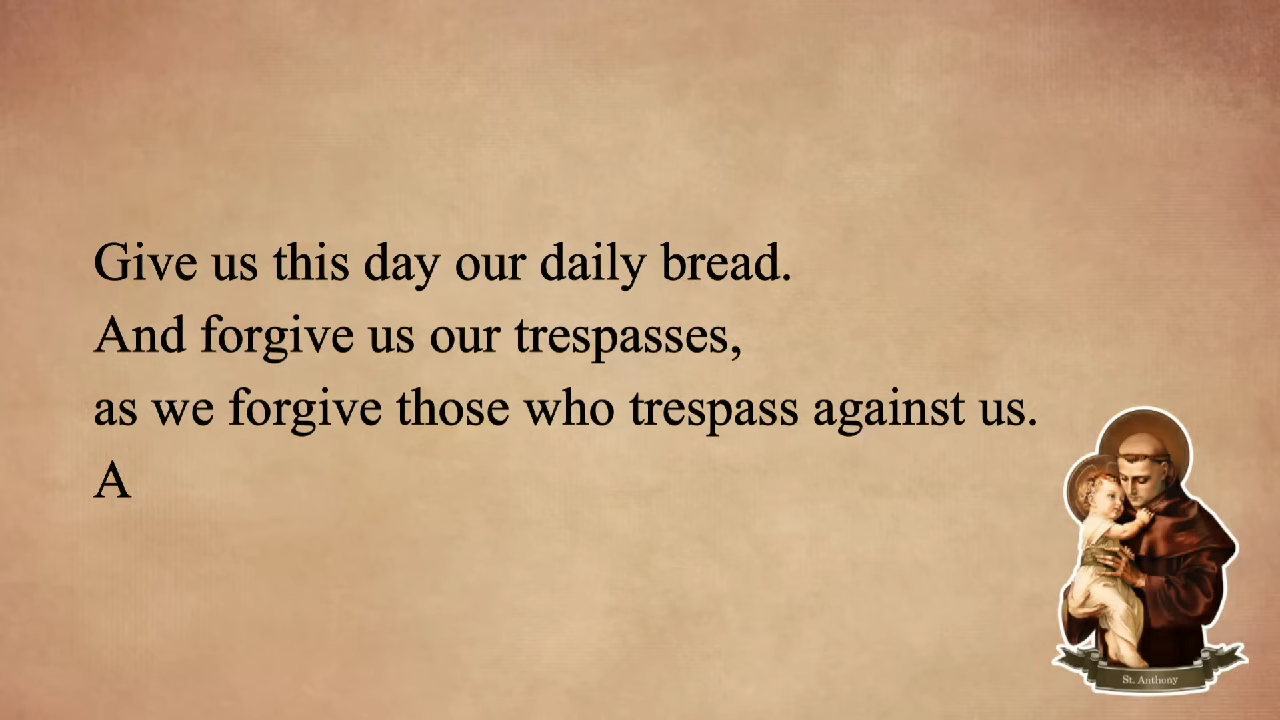 Give us this day our daily bread.
And forgive us our trespasses,
as we forgive those who trespass against us.
A
St. Anthony